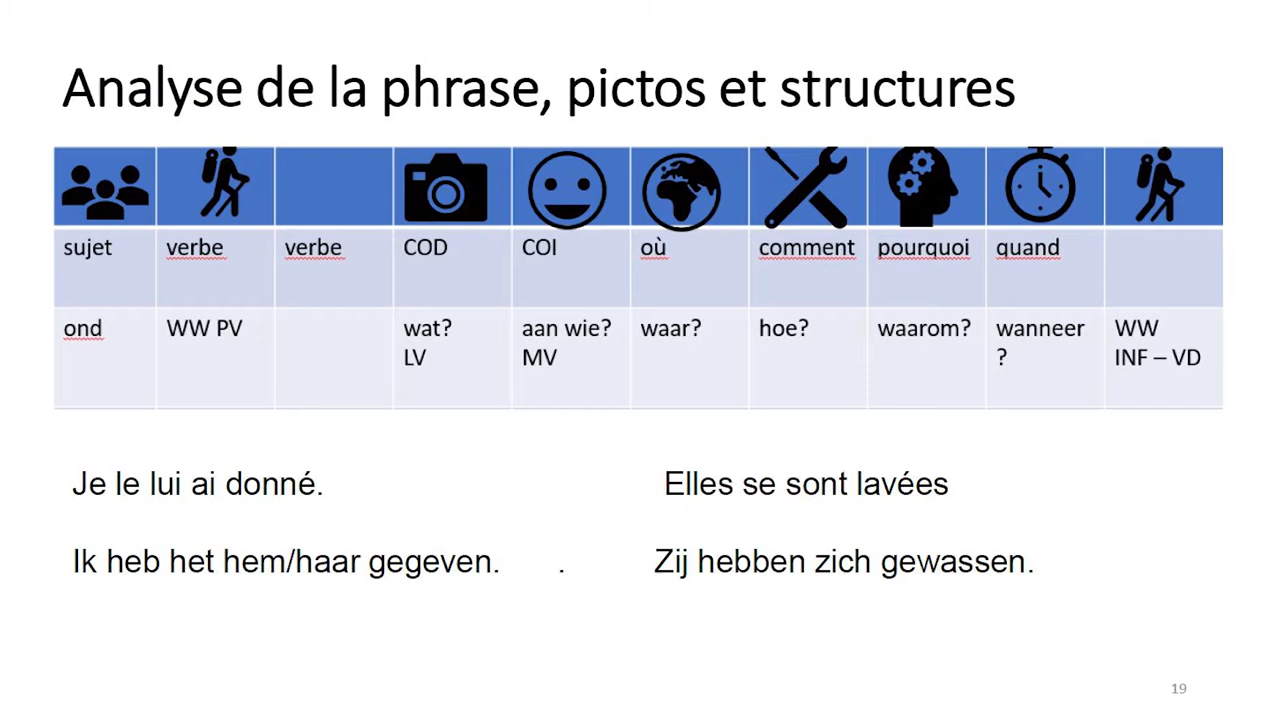 Analyse de la phrase, pictos et structures
sujet verbe verbe COD COI où comment pourquoi quand
ond WW PV wat? aan wie? waar? hoe? waarom? wanneer WW
LV MV ? INF – VD
Je le lui ai donné. Elles se sont lavées
Ik heb het hem/haar gegeven. . Zij hebben zich gewassen.
19